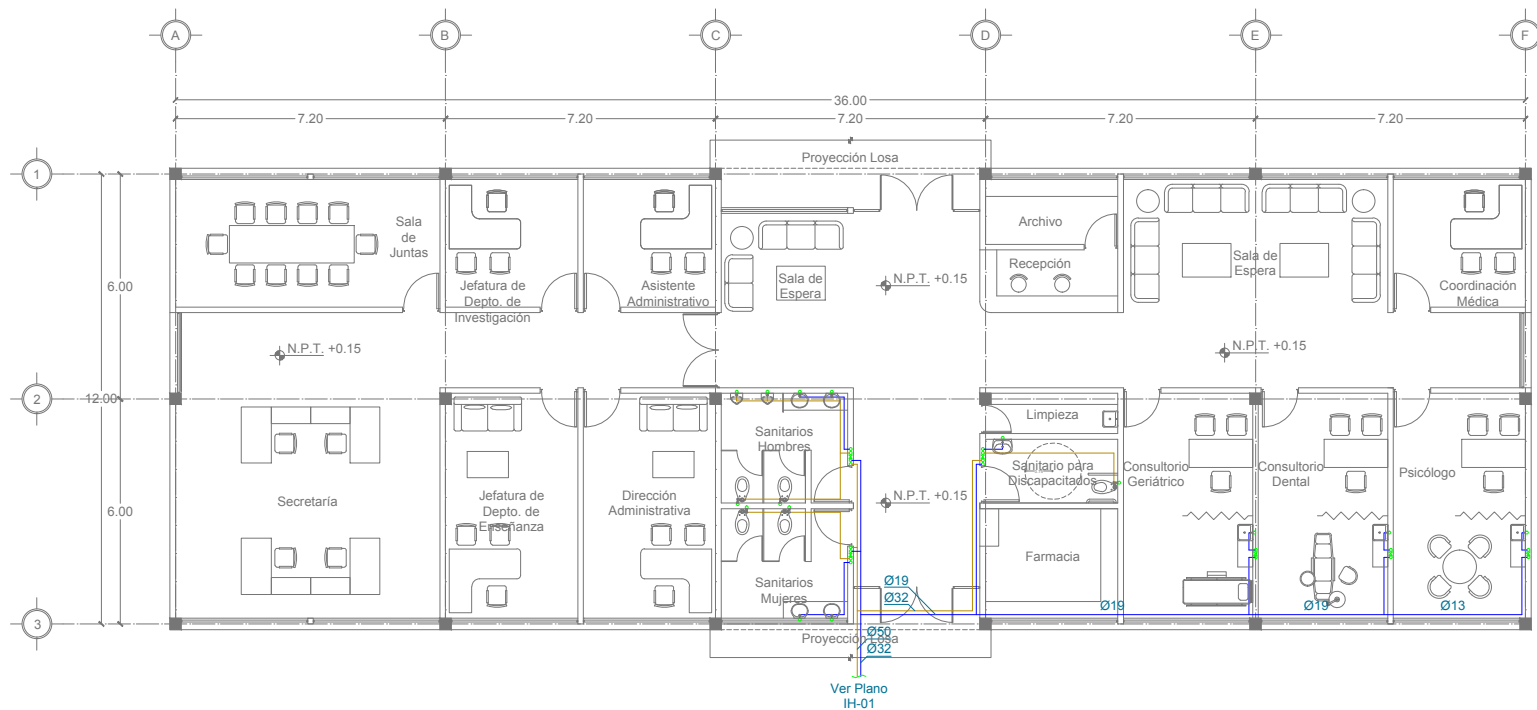 A
B
C
D
E
F
36.00
7.20
7.20
7.20
7.20
7.20
Proyección Losa
1
2
3
6.00
12.00
6.00
Sala
de
Juntas
Jefatura de
Depto. de
Investigación
Asistente
Administrativo
Sala de
Espera
N.P.T. +0.15
Archivo
Recepción
Sala de
Espera
Coordinación
Médica
N.P.T. +0.15
N.P.T. +0.15
Secretaría
Jefatura de
Depto. de
Enseñanza
Dirección
Administrativa
Sanitarios
Hombres
Sanitarios
Mujeres
N.P.T. +0.15
Limpieza
Sanitario para
Discapacitados
Farmacia
Consultorio
Geriátrico
Consultorio
Dental
Psicólogo
Ø19
Ø32
Ø19
Ø19
Ø13
Proyección Losa
Ø50
Ø32
Ver Plano
IH-01